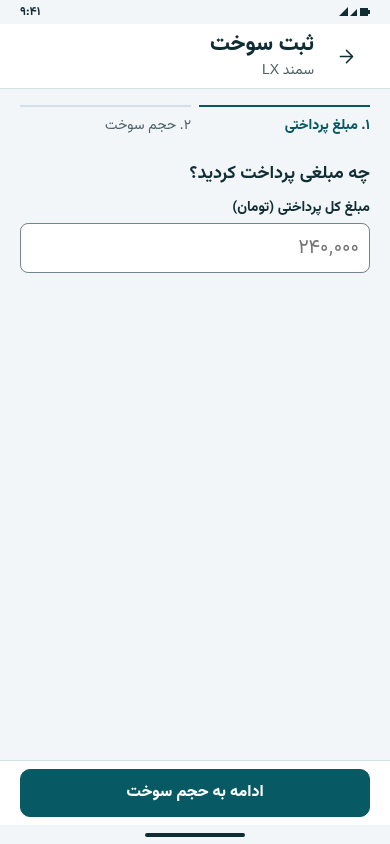 ۹:۴۱
ثبت سوخت
سمند LX
۱. مبلغ پرداختی
۲. حجم سوخت
چه مبلغی پرداخت کردید؟
مبلغ کل پرداختی (تومان)
۲۴۰,۰۰۰
ادامه به حجم سوخت